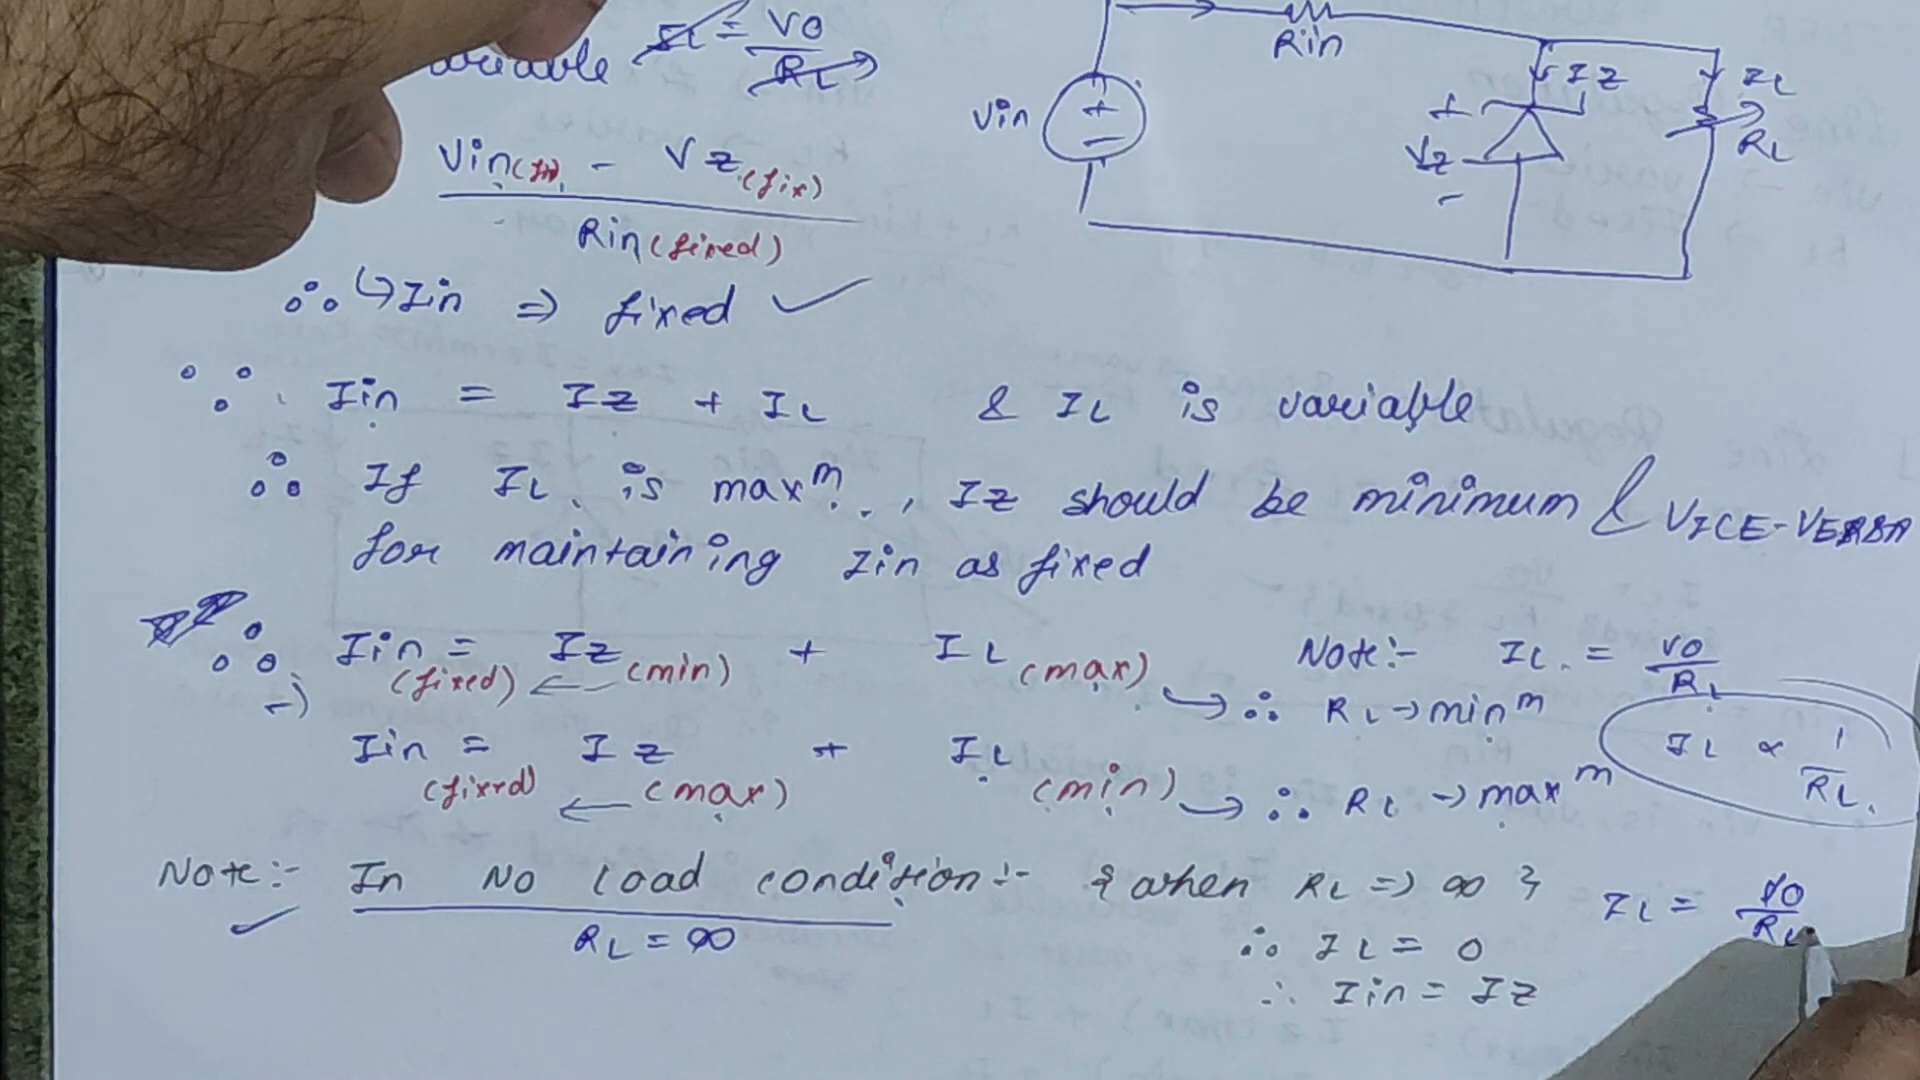 IL = VO
RL
Rin
Vin
+
-
IZ
IL
+
VZ
-
RL
Vin - VZ (fix)
Rin (fixed)
∴ ↳ Iin ⇒ fixed ✓
∵ Iin = IZ + IL & IL is variable
∴ If IL is maxm., IZ should be minimum & VICE-VERSA
for maintaining Iin as fixed
∴ Iin = IZ (min) + IL (max)
(fixed) ←
↪ ∴ RL → minm
Note:- IL = VO
RL
Iin = IZ + IL
(fixrd) ← (max) (min) ↪ ∴ RL → maxm
IL ∝ 1
RL
Note:- In No load condition:- { when RL ⇒ ∞ }
RL = ∞
IL = VO
RL
∴ IL = 0
∴ Iin = IZ